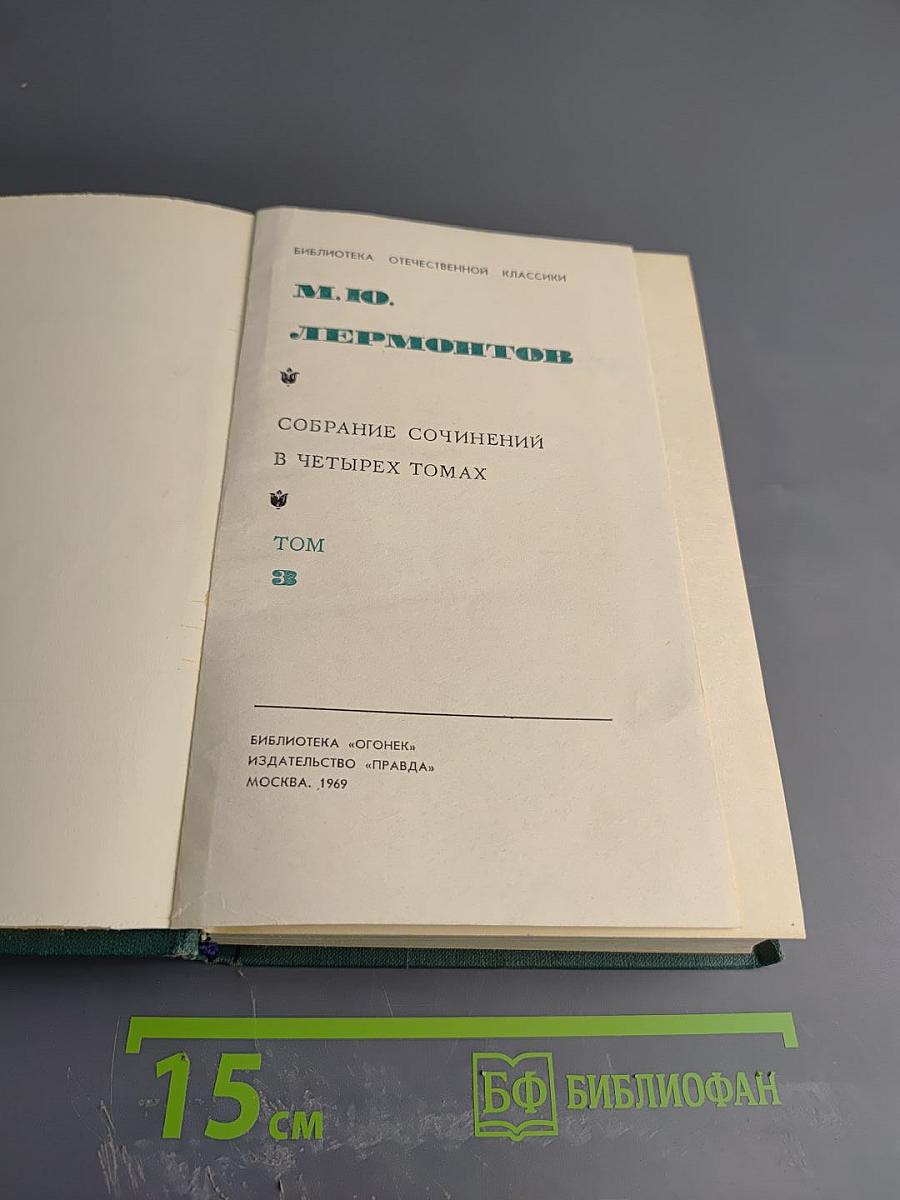 БИБЛИОТЕКА ОТЕЧЕСТВЕННОЙ КЛАССИКИ
М. Ю.
ЛЕРМОНТОВ
СОБРАНИЕ СОЧИНЕНИЙ
В ЧЕТЫРЕХ ТОМАХ
ТОМ
3
БИБЛИОТЕКА «ОГОНЕК»
ИЗДАТЕЛЬСТВО «ПРАВДА»
МОСКВА. 1969
15 см
БФ БИБЛИОФАН